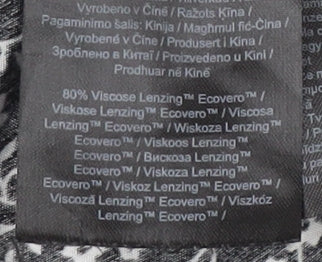 Vyrobeno v Číně / Ražots Ķīna /
Pagaminimo šalis: Kinija / Magħmul fiċ-Ċina /
Vyrobené v Číne / Produsert i Kina /
Зроблено в Китаї / Proizvedeno u Kini /
Prodhuar në Kinë
80% Viscose Lenzing™ Ecovero™ /
Viskose Lenzing™ Ecovero™ / Viscosa
Lenzing™ Ecovero™ / Wiskoza Lenzing™
Ecovero™ / Viskoos Lenzing™
Ecovero™ / Вискоза Lenzing™
Ecovero™ / Viskoza Lenzing™
Ecovero™ / Viskoz Lenzing™ Ecovero™ /
Viscoză Lenzing™ Ecovero™ / Viszkóz
Lenzing™ Ecovero™ /